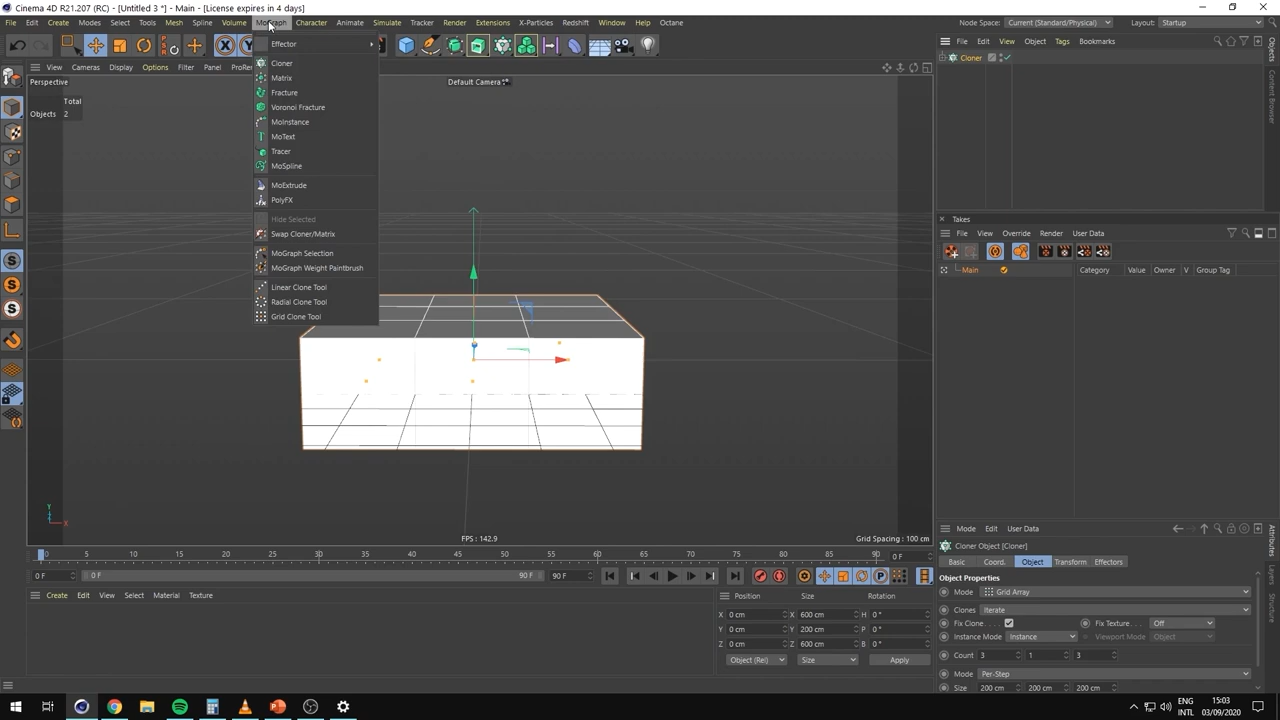 Cinema 4D R21.207 (RC) - [Untitled 3 *] - Main - [License expires in 4 days]
File Edit Create Modes Select Tools Mesh Spline Volume MoGraph Character Animate Simulate Tracker Render Extensions X-Particles Redshift Window Help Octane
Node Space: Current (Standard/Physical) Layout: Startup
View Cameras Display Options Filter Panel ProRen
Perspective
Default Camera
Total
Objects 2
Effector
Cloner
Matrix
Fracture
Voronoi Fracture
MoInstance
MoText
Tracer
MoSpline
MoExtrude
PolyFX
Hide Selected
Swap Cloner/Matrix
MoGraph Selection
MoGraph Weight Paintbrush
Linear Clone Tool
Radial Clone Tool
Grid Clone Tool
Y
X
FPS : 142.9
Grid Spacing : 100 cm
File Edit View Object Tags Bookmarks
Cloner
Takes
File View Override Render User Data
Main
Category Value Owner V Group Tag
Objects
Content Browser
Mode Edit User Data
Cloner Object [Cloner]
Basic Coord. Object Transform Effectors
Object Properties
Mode Grid Array
Clones Iterate
Fix Clone Fix Texture Off
Instance Mode Instance Viewport Mode Object
Count 3 1 3
Mode Per-Step
Size 200 cm 200 cm 200 cm
Attributes
Layers
Structure
0 5 10 15 20 25 30 35 40 45 50 55 60 65 70 75 80 85 90 0 F
0 F 0 F 90 F 90 F
Create Edit View Select Material Texture
Position Size Rotation
X 0 cm X 600 cm H 0 °
Y 0 cm Y 200 cm P 0 °
Z 0 cm Z 600 cm B 0 °
Object (Rel) Size Apply
ENG
INTL
15:03
03/09/2020